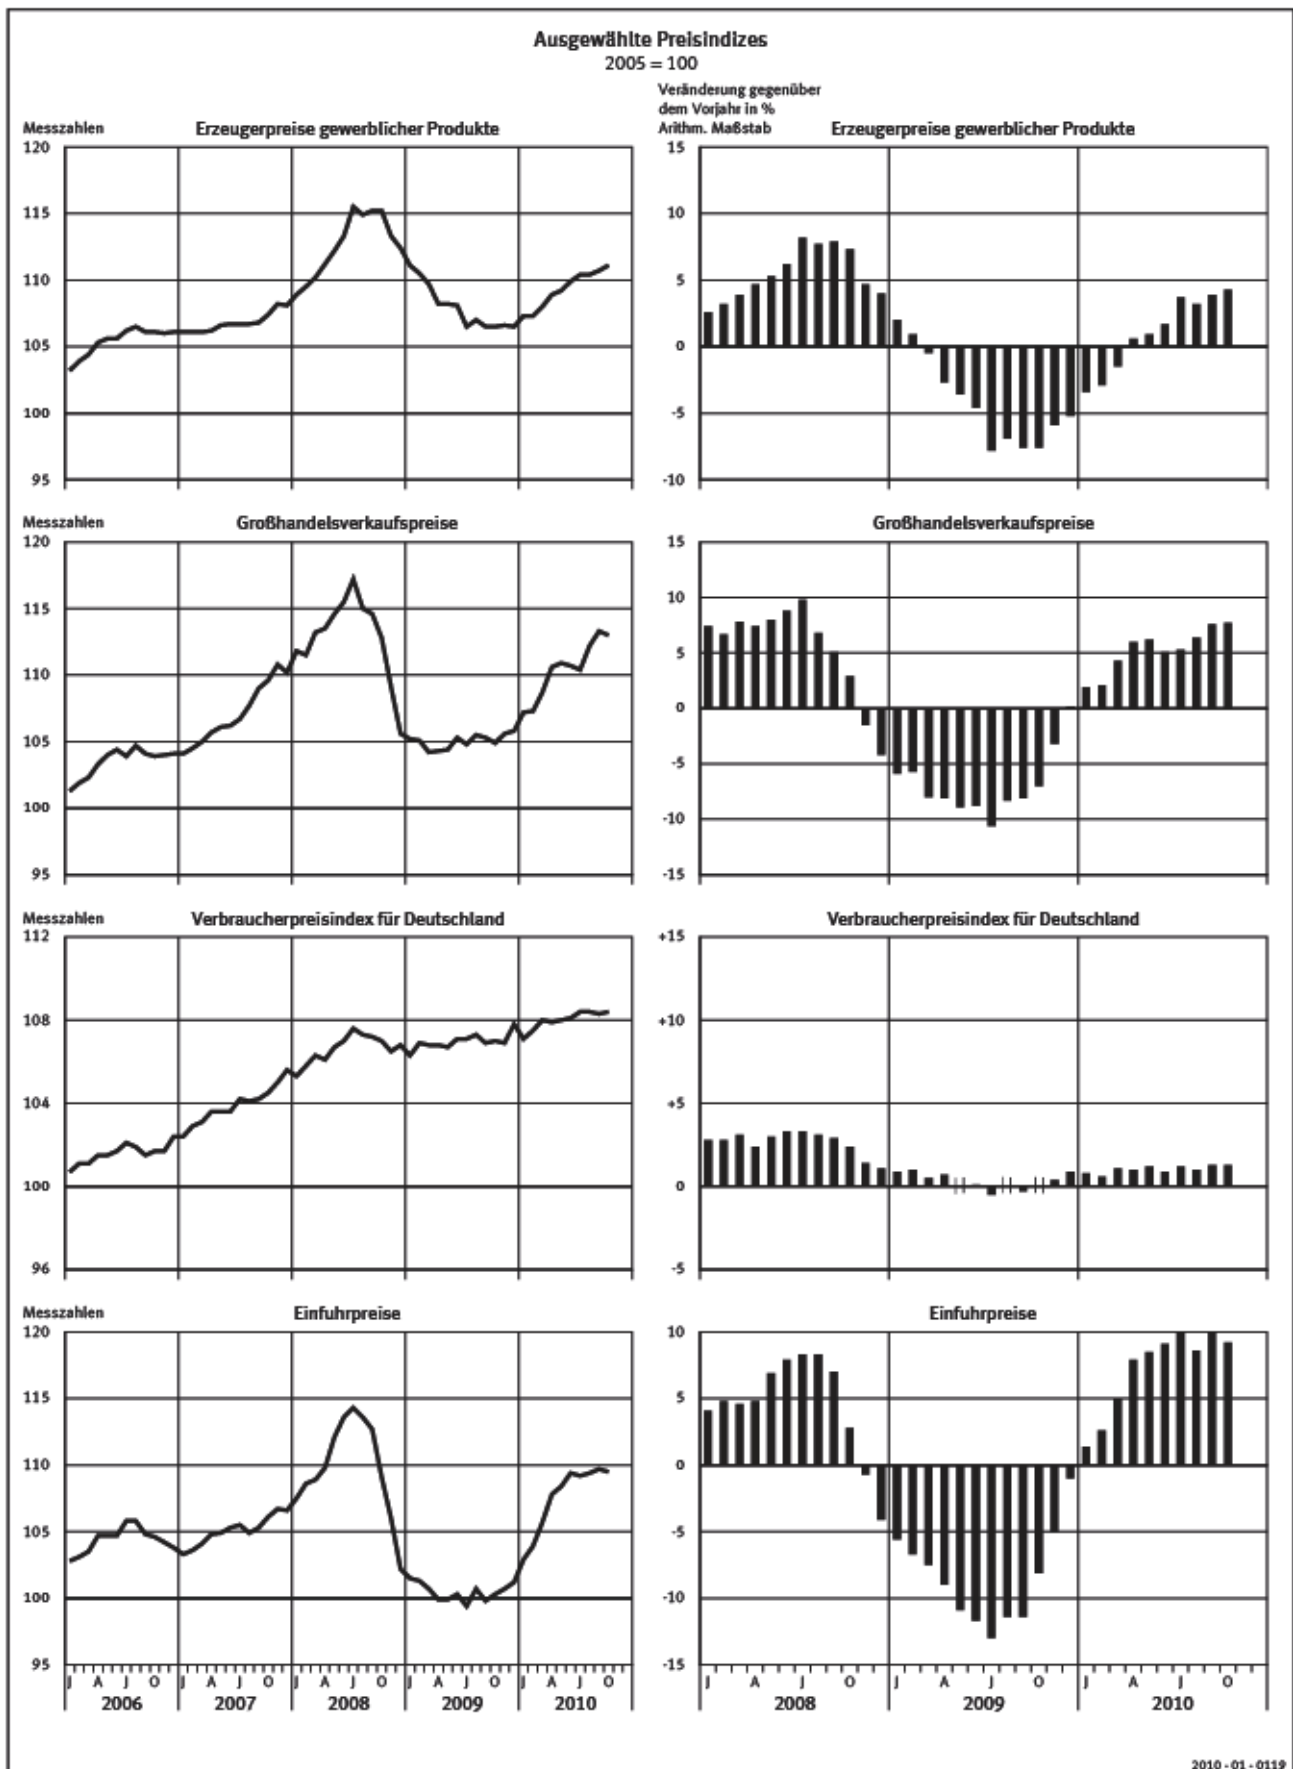 Ausgewählte Preisindizes
2005 = 100
Veränderung gegenüber
dem Vorjahr in %
Arithm. Maßstab
Messzahlen
Erzeugerpreise gewerblicher Produkte
Erzeugerpreise gewerblicher Produkte
120
115
110
105
100
95
15
10
5
0
-5
-10
Messzahlen
Großhandelsverkaufspreise
Großhandelsverkaufspreise
120
115
110
105
100
95
15
10
5
0
-5
-10
-15
Messzahlen
Verbraucherpreisindex für Deutschland
Verbraucherpreisindex für Deutschland
112
108
104
100
96
+15
+10
+5
0
-5
Messzahlen
Einfuhrpreise
Einfuhrpreise
120
115
110
105
100
95
10
5
0
-5
-10
-15
J A J O J A J O J A J O J A J O J A J O
2006 2007 2008 2009 2010
J A J O J A J O J A J O
2008 2009 2010
2010 - 01 - 0119